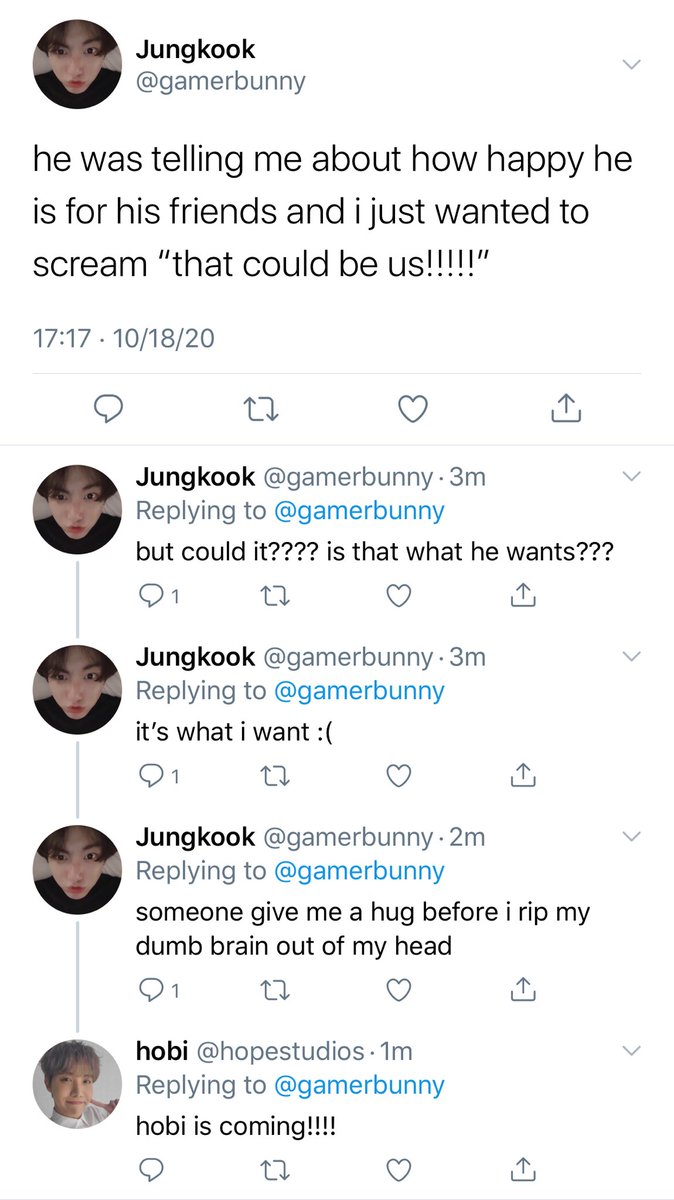 Jungkook
@gamerbunny
he was telling me about how happy he
is for his friends and i just wanted to
scream “that could be us!!!!!”
17:17 · 10/18/20
Jungkook @gamerbunny · 3m
Replying to @gamerbunny
but could it???? is that what he wants???
1
Jungkook @gamerbunny · 3m
Replying to @gamerbunny
it’s what i want :(
1
Jungkook @gamerbunny · 2m
Replying to @gamerbunny
someone give me a hug before i rip my
dumb brain out of my head
1
hobi @hopestudios · 1m
Replying to @gamerbunny
hobi is coming!!!!